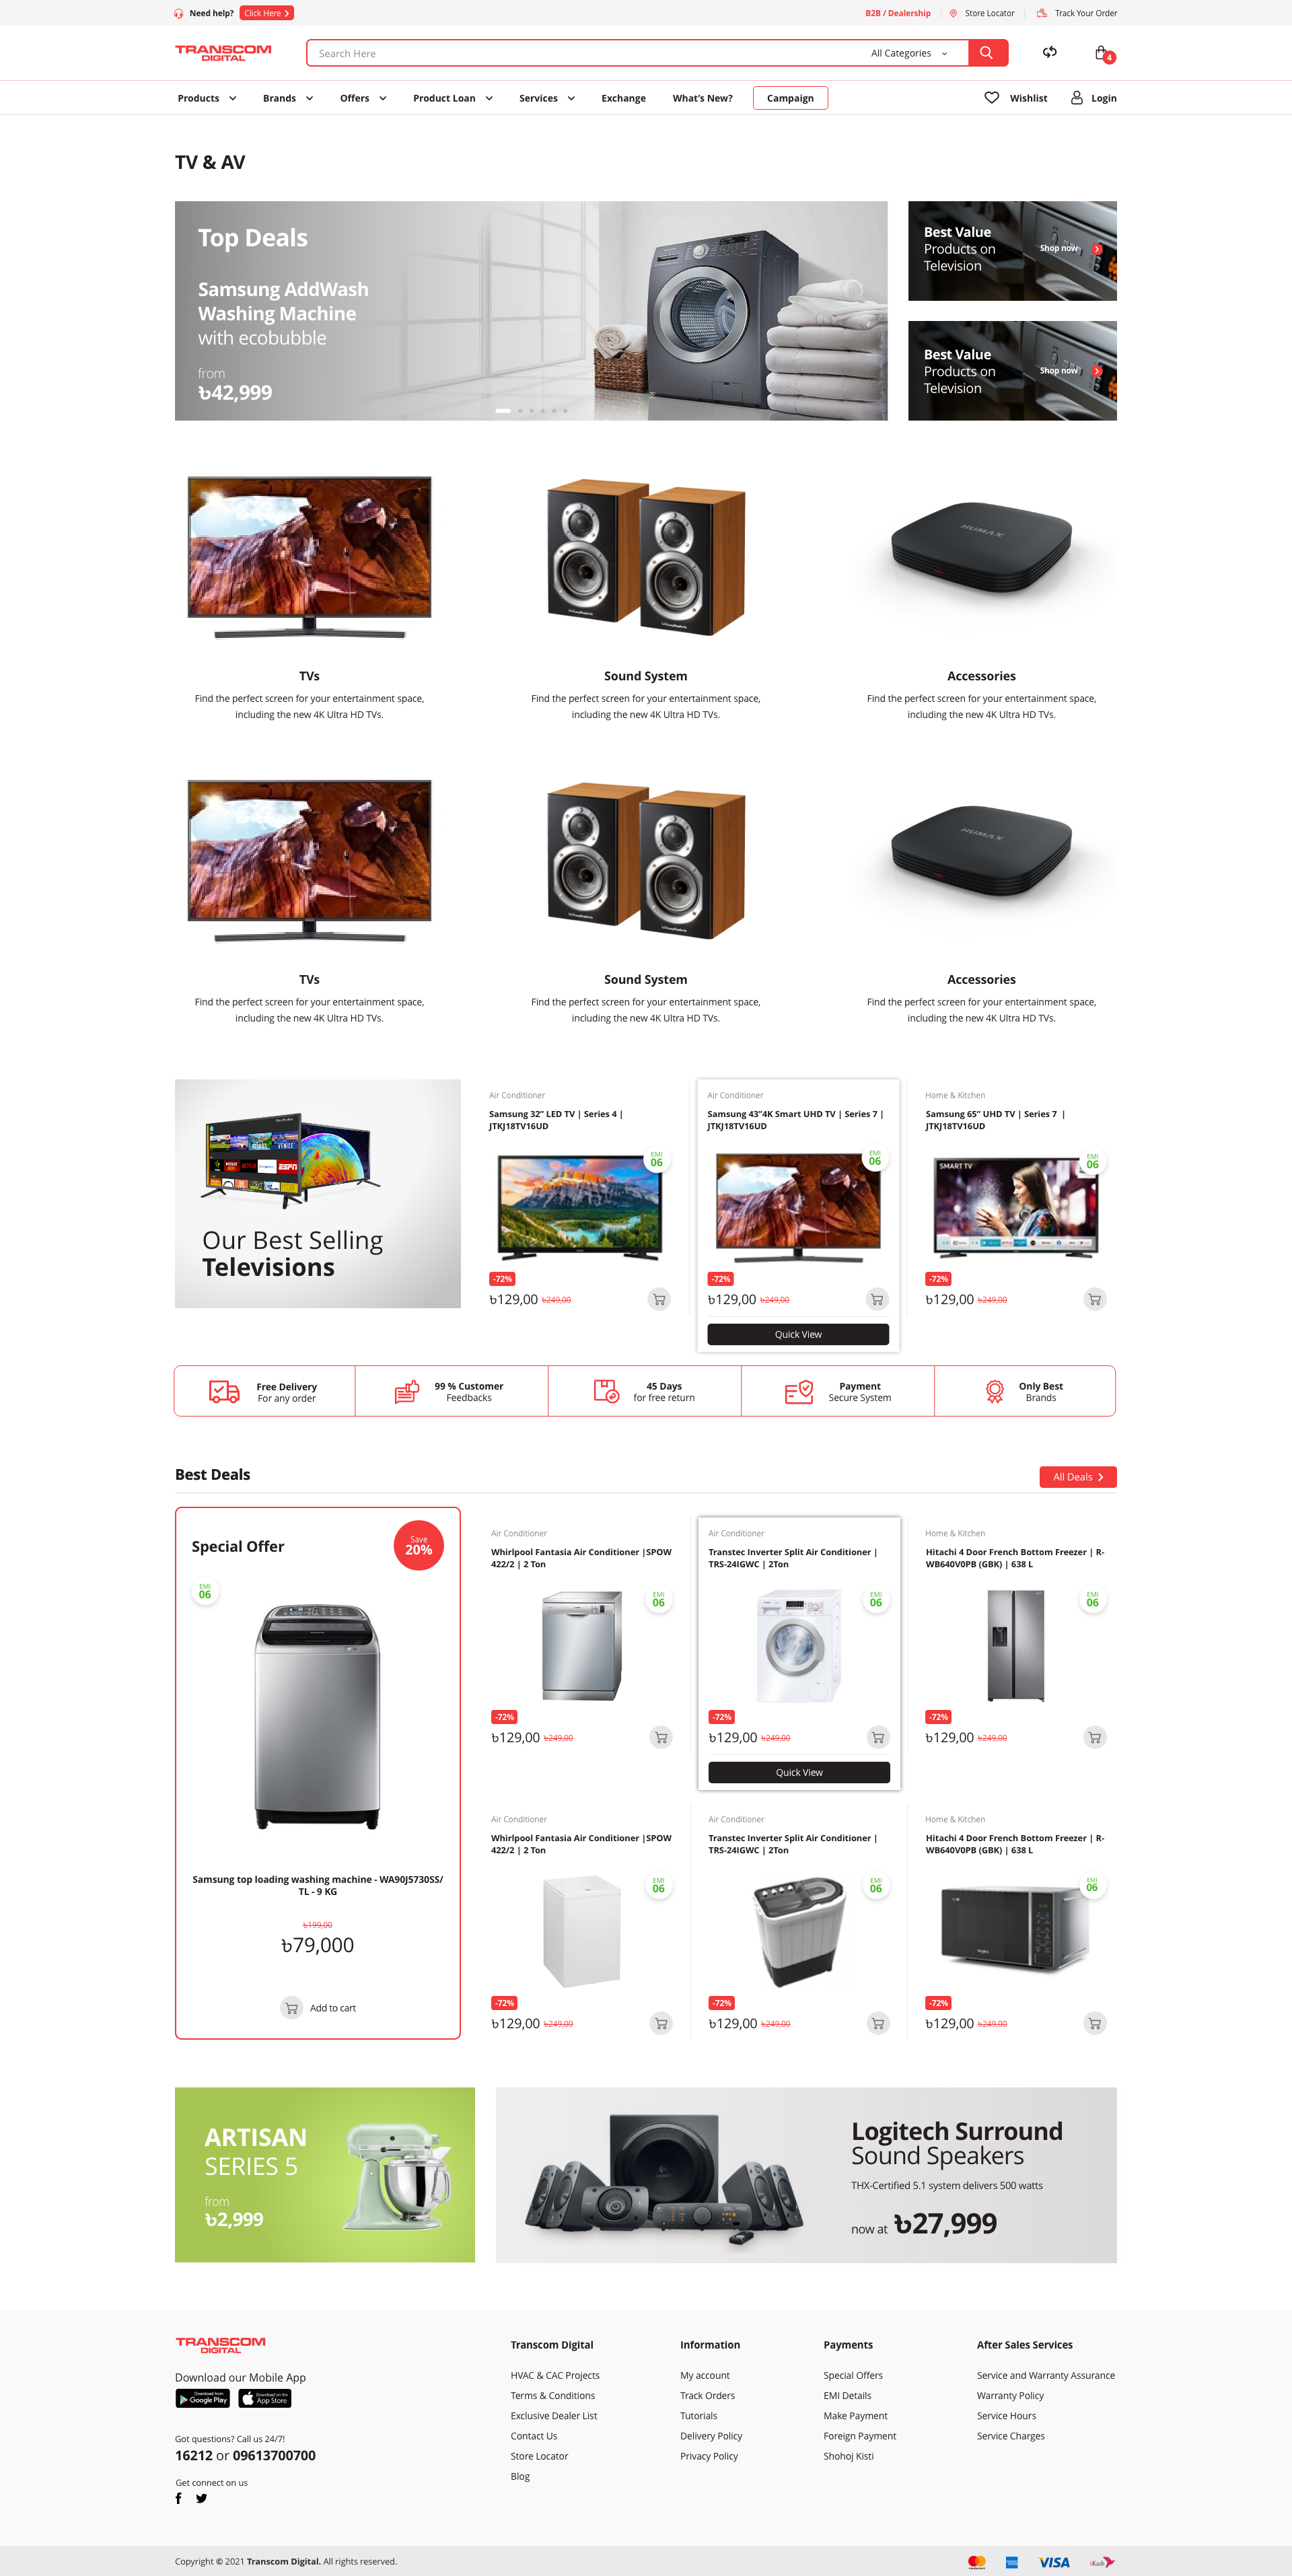 Need help? Click Here
B2B / Dealership
Store Locator
Track Your Order
TRANSCOM
DIGITAL
Search Here
All Categories
4
Products
Brands
Offers
Product Loan
Services
Exchange
What's New?
Campaign
Wishlist
Login
TV & AV
Top Deals
Samsung AddWash
Washing Machine
with ecobubble
from
৳42,999
Best Value
Products on
Television
Shop now
Best Value
Products on
Television
Shop now
HUMAX
TVs
Find the perfect screen for your entertainment space,
including the new 4K Ultra HD TVs.
Sound System
Find the perfect screen for your entertainment space,
including the new 4K Ultra HD TVs.
Accessories
Find the perfect screen for your entertainment space,
including the new 4K Ultra HD TVs.
HUMAX
TVs
Find the perfect screen for your entertainment space,
including the new 4K Ultra HD TVs.
Sound System
Find the perfect screen for your entertainment space,
including the new 4K Ultra HD TVs.
Accessories
Find the perfect screen for your entertainment space,
including the new 4K Ultra HD TVs.
Our Best Selling
Televisions
Air Conditioner
Samsung 32” LED TV | Series 4 |
JTKJ18TV16UD
EMI
06
-72%
৳129,00 ৳249,00
Air Conditioner
Samsung 43”4K Smart UHD TV | Series 7 |
JTKJ18TV16UD
EMI
06
-72%
৳129,00 ৳249,00
Quick View
Home & Kitchen
Samsung 65” UHD TV | Series 7 |
JTKJ18TV16UD
SMART TV
EMI
06
-72%
৳129,00 ৳249,00
Free Delivery
For any order
99 % Customer
Feedbacks
45 Days
for free return
Payment
Secure System
Only Best
Brands
Best Deals
All Deals
Special Offer
Save
20%
EMI
06
Samsung top loading washing machine - WA90J5730SS/
TL - 9 KG
৳199,00
৳79,000
Add to cart
Air Conditioner
Whirlpool Fantasia Air Conditioner |SPOW
422/2 | 2 Ton
EMI
06
-72%
৳129,00 ৳249,00
Air Conditioner
Transtec Inverter Split Air Conditioner |
TRS-24IGWC | 2Ton
EMI
06
-72%
৳129,00 ৳249,00
Quick View
Home & Kitchen
Hitachi 4 Door French Bottom Freezer | R-
WB640V0PB (GBK) | 638 L
EMI
06
-72%
৳129,00 ৳249,00
Air Conditioner
Whirlpool Fantasia Air Conditioner |SPOW
422/2 | 2 Ton
EMI
06
-72%
৳129,00 ৳249,00
Air Conditioner
Transtec Inverter Split Air Conditioner |
TRS-24IGWC | 2Ton
EMI
06
-72%
৳129,00 ৳249,00
Home & Kitchen
Hitachi 4 Door French Bottom Freezer | R-
WB640V0PB (GBK) | 638 L
EMI
06
-72%
৳129,00 ৳249,00
ARTISAN
SERIES 5
from
৳2,999
Logitech Surround
Sound Speakers
THX-Certified 5.1 system delivers 500 watts
now at ৳27,999
TRANSCOM
DIGITAL
Download our Mobile App
Download from
Google Play
Download on the
App Store
Got questions? Call us 24/7!
16212 or 09613700700
Get connect on us
Transcom Digital
HVAC & CAC Projects
Terms & Conditions
Exclusive Dealer List
Contact Us
Store Locator
Blog
Information
My account
Track Orders
Tutorials
Delivery Policy
Privacy Policy
Payments
Special Offers
EMI Details
Make Payment
Foreign Payment
Shohoj Kisti
After Sales Services
Service and Warranty Assurance
Warranty Policy
Service Hours
Service Charges
Copyright © 2021 Transcom Digital. All rights reserved.
VISA
bKash